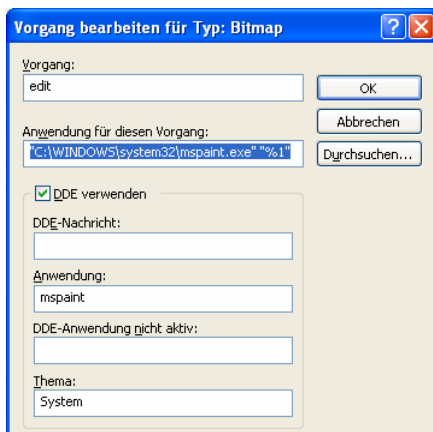 Vorgang bearbeiten für Typ: Bitmap
Vorgang:
edit
OK
Abbrechen
Anwendung für diesen Vorgang:
"C:\WINDOWS\system32\mspaint.exe" "%1"
Durchsuchen...
DDE verwenden
DDE-Nachricht:
Anwendung:
mspaint
DDE-Anwendung nicht aktiv:
Thema:
System